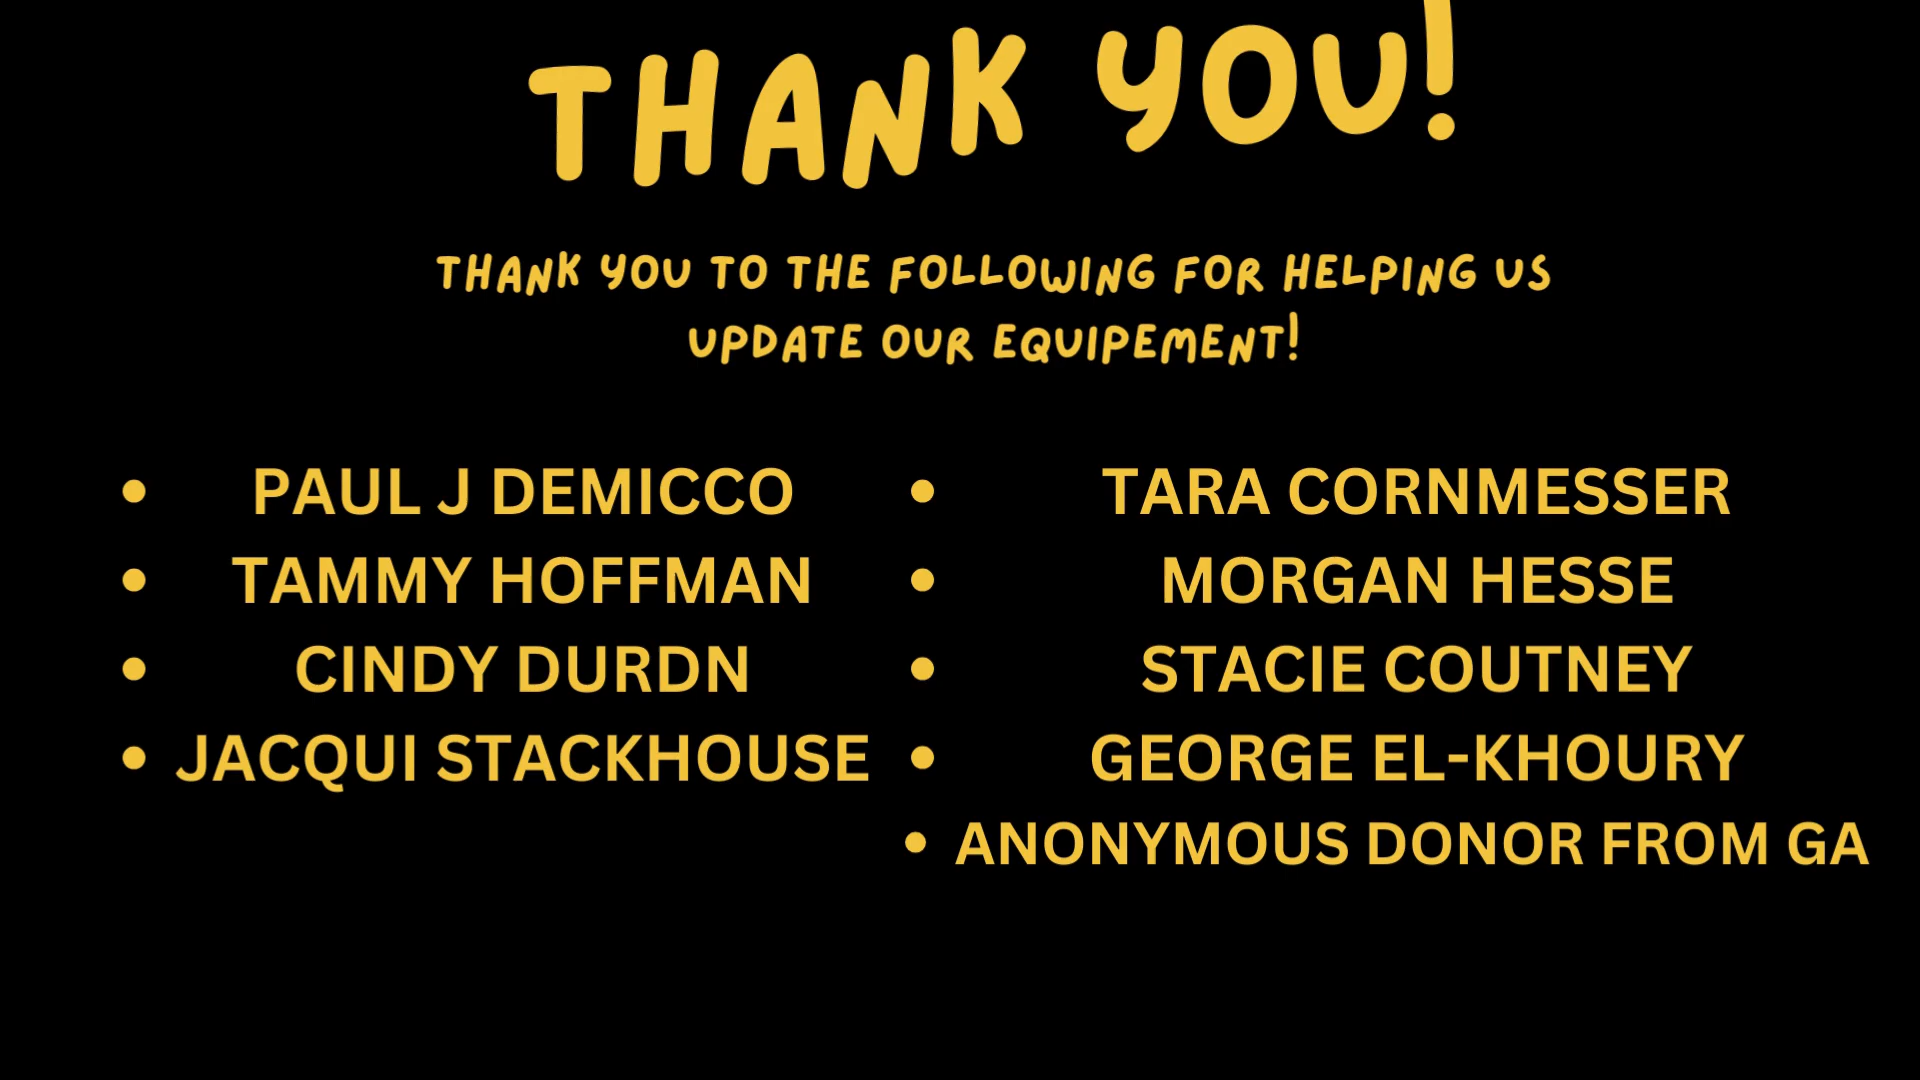 THANK YOU!
THANK YOU TO THE FOLLOWING FOR HELPING US
UPDATE OUR EQUIPEMENT!
• PAUL J DEMICCO
• TAMMY HOFFMAN
• CINDY DURDN
• JACQUI STACKHOUSE
• TARA CORNMESSER
• MORGAN HESSE
• STACIE COUTNEY
• GEORGE EL-KHOURY
• ANONYMOUS DONOR FROM GA